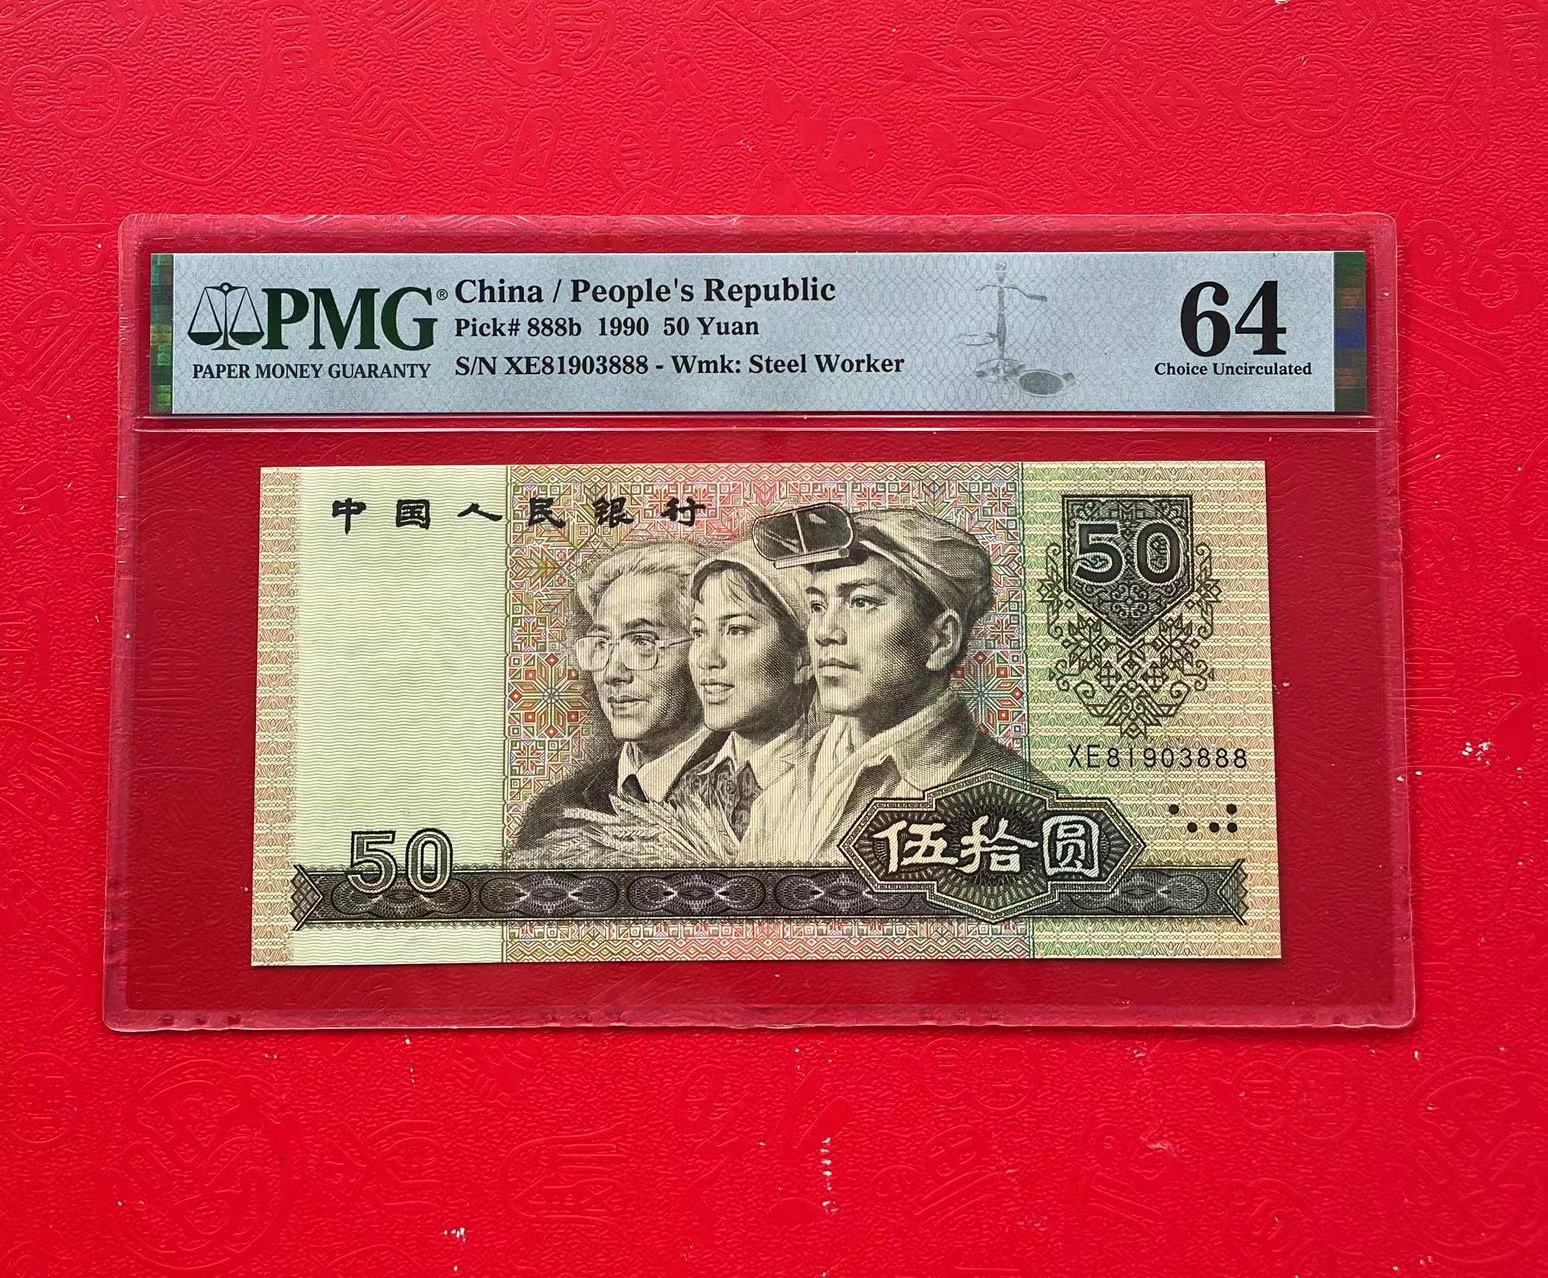 PMG®
PAPER MONEY GUARANTY
China / People's Republic
Pick# 888b 1990 50 Yuan
S/N XE81903888 - Wmk: Steel Worker
64
Choice Uncirculated
中国人民银行
50
XE81903888
50
伍拾圆